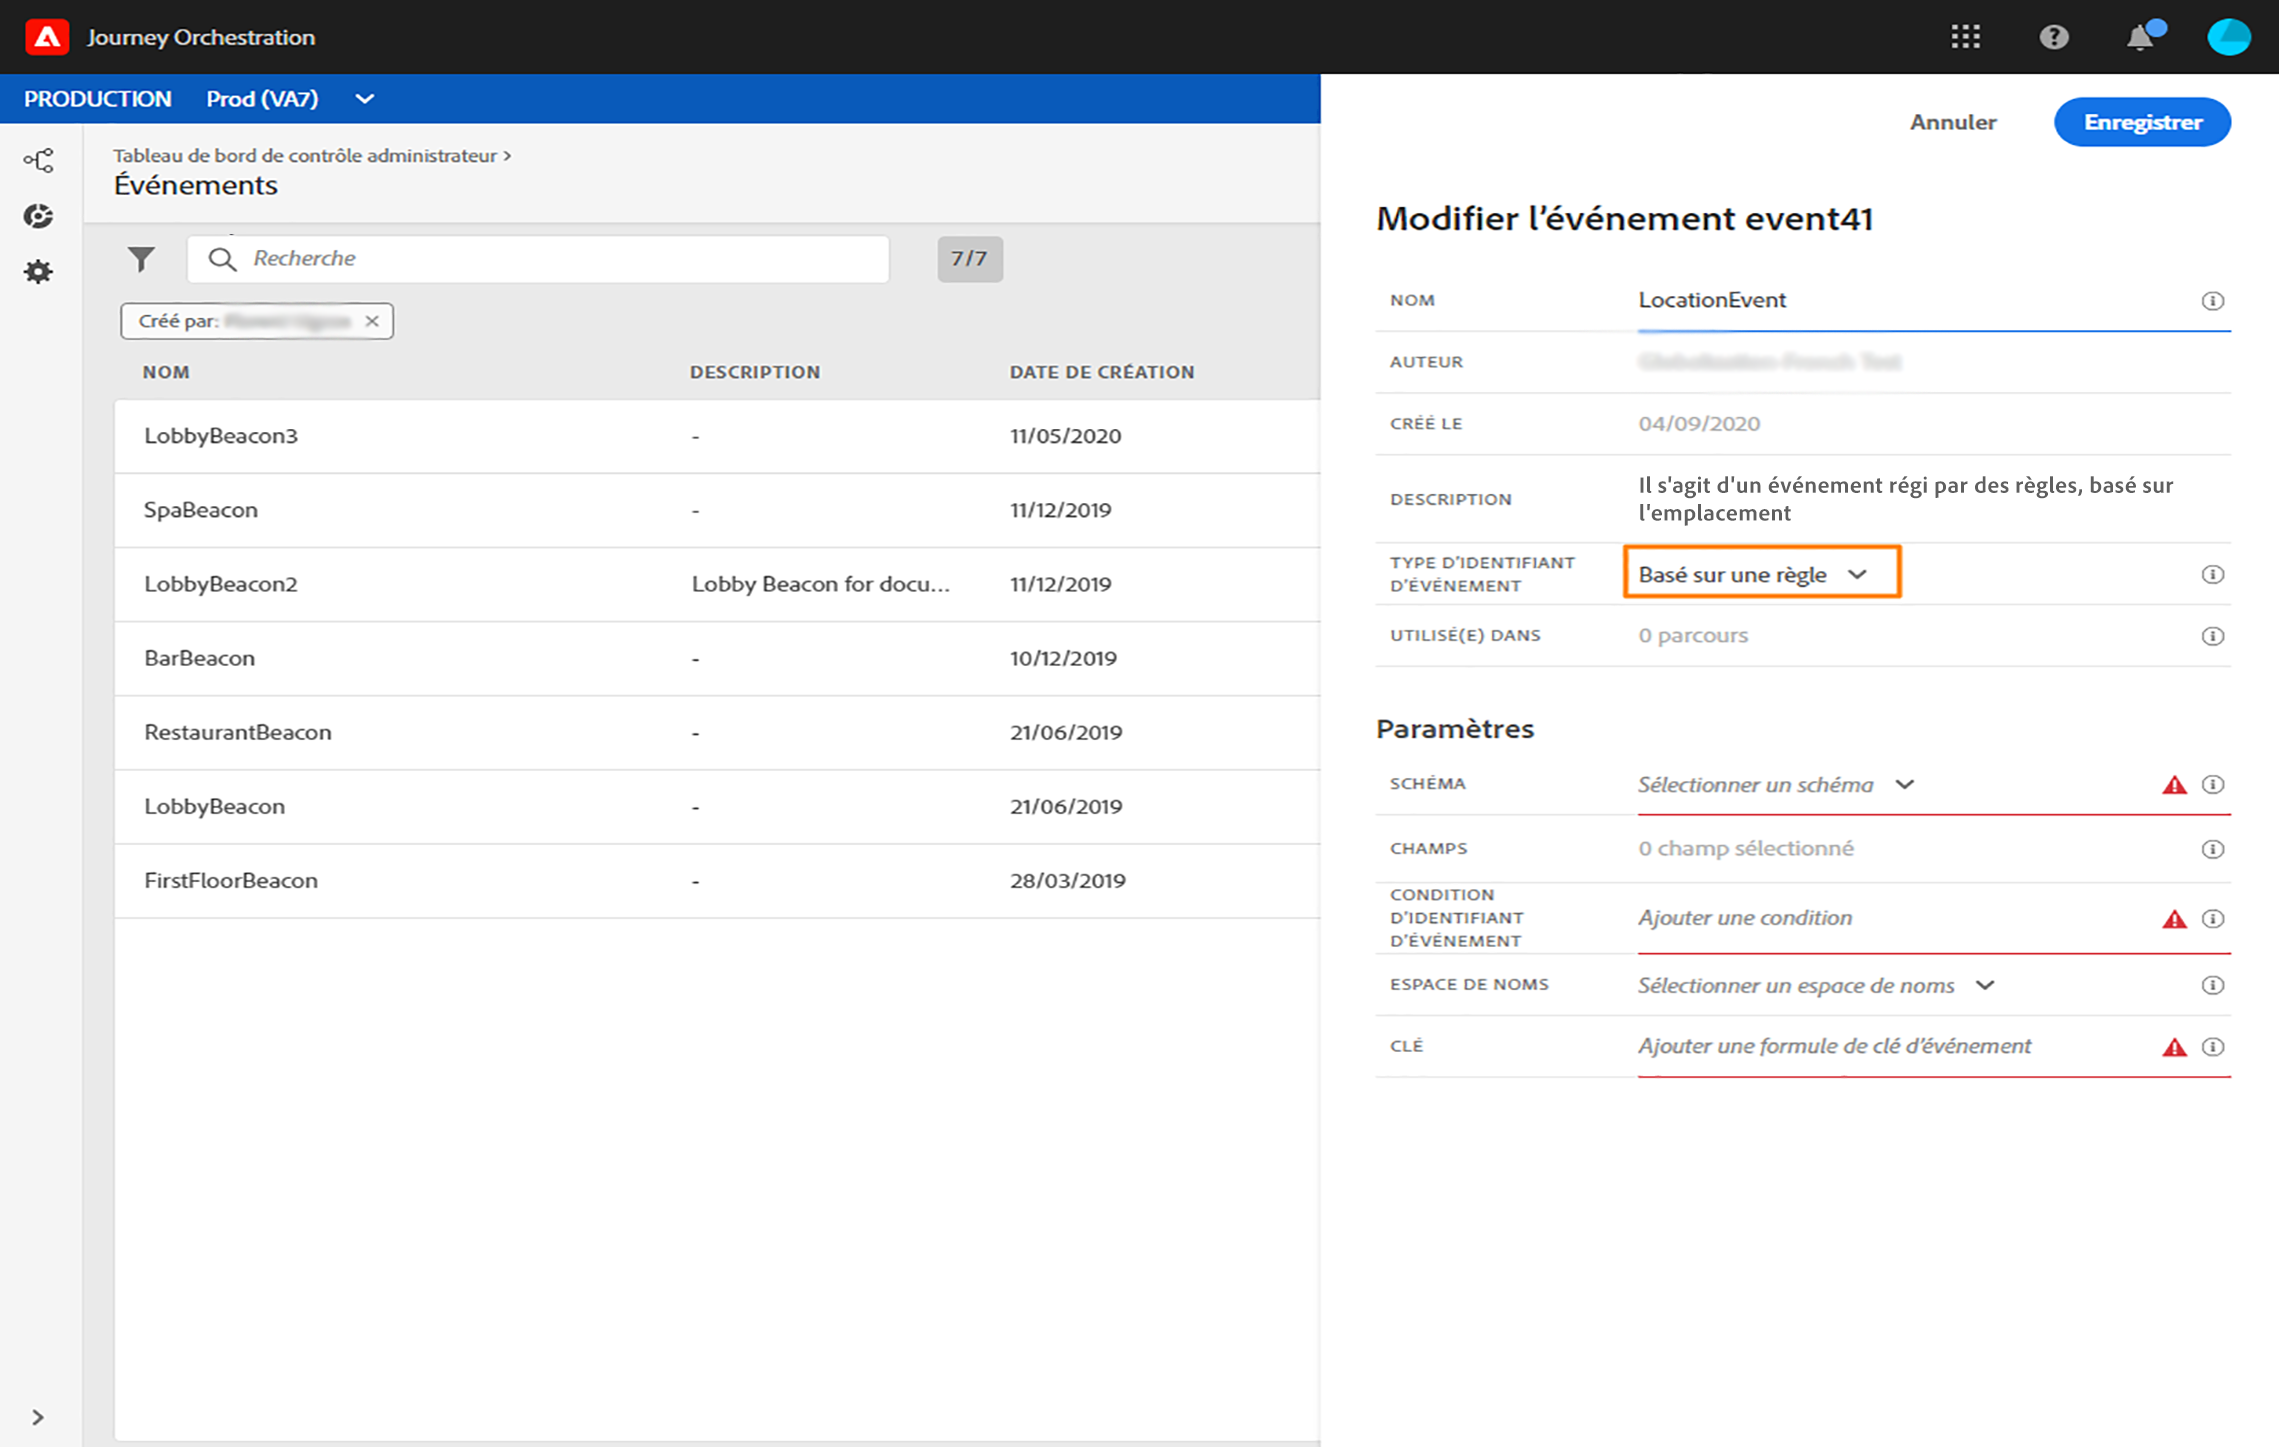 Journey Orchestration
PRODUCTION Prod (VA7)
Tableau de bord de contrôle administrateur >
Événements
Recherche
7/7
Créé par:
NOM DESCRIPTION DATE DE CRÉATION
LobbyBeacon3 - 11/05/2020
SpaBeacon - 11/12/2019
LobbyBeacon2 Lobby Beacon for docu... 11/12/2019
BarBeacon - 10/12/2019
RestaurantBeacon - 21/06/2019
LobbyBeacon - 21/06/2019
FirstFloorBeacon - 28/03/2019
Annuler Enregistrer
Modifier l’événement event41
NOM LocationEvent
AUTEUR
CRÉÉ LE 04/09/2020
DESCRIPTION
Il s'agit d'un événement régi par des règles, basé sur
l'emplacement
TYPE D’IDENTIFIANT
D’ÉVÉNEMENT
Basé sur une règle
UTILISÉ(E) DANS 0 parcours
Paramètres
SCHÉMA Sélectionner un schéma
CHAMPS 0 champ sélectionné
CONDITION
D’IDENTIFIANT
D’ÉVÉNEMENT
Ajouter une condition
ESPACE DE NOMS Sélectionner un espace de noms
CLÉ Ajouter une formule de clé d’événement